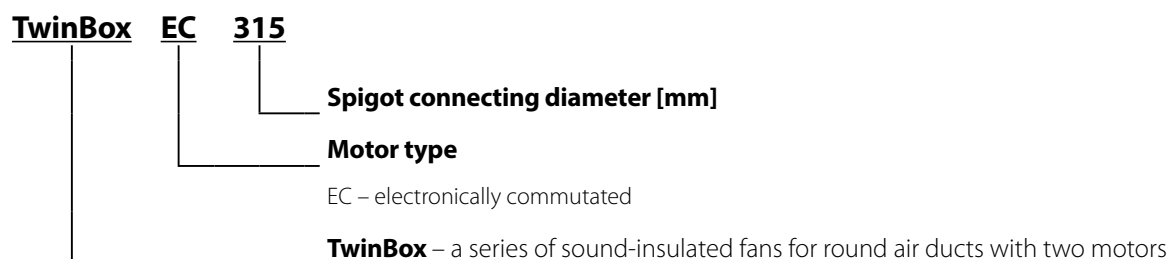 TwinBox EC 315
Spigot connecting diameter [mm]
Motor type
EC – electronically commutated
TwinBox – a series of sound-insulated fans for round air ducts with two motors